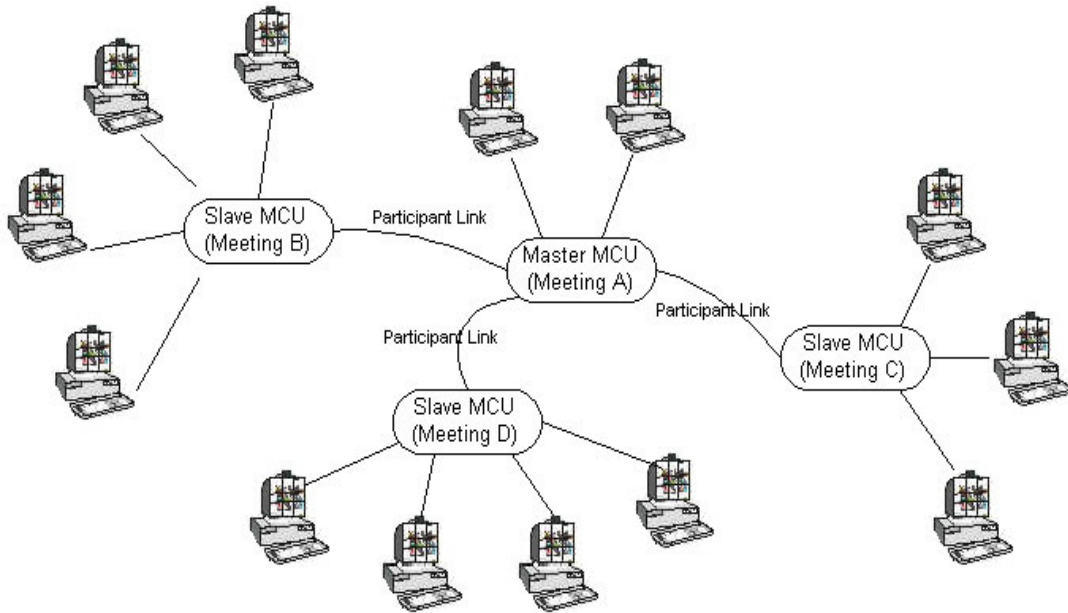 Slave MCU
(Meeting B)
Participant Link
Master MCU
(Meeting A)
Participant Link
Participant Link
Slave MCU
(Meeting C)
Slave MCU
(Meeting D)